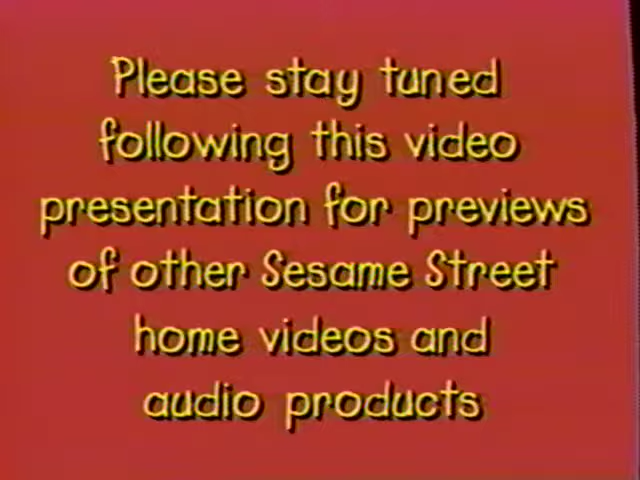 Please stay tuned
following this video
presentation for previews
of other Sesame Street
home videos and
audio products